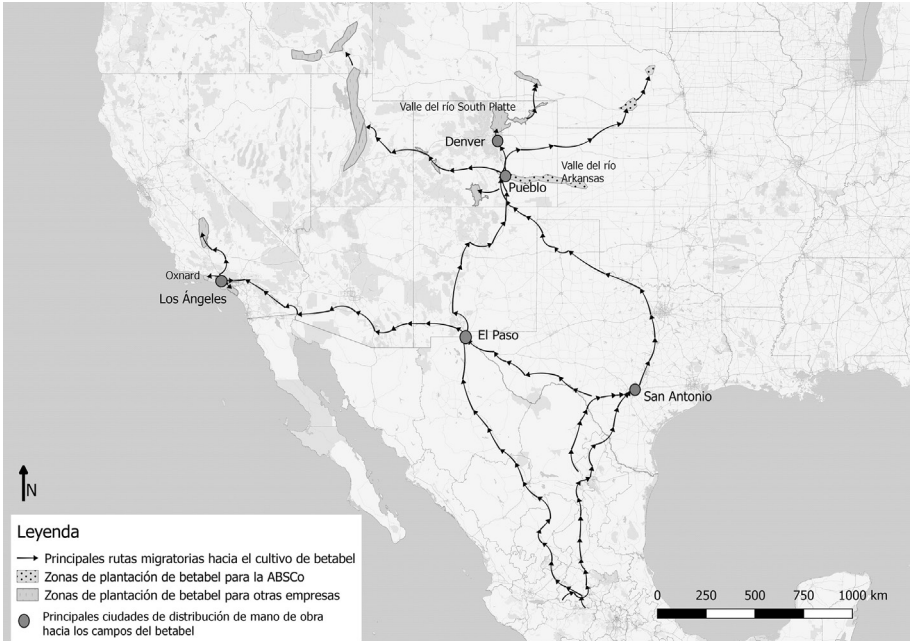 Valle del río South Platte
Denver
Valle del río
Arkansas
Pueblo
Oxnard
Los Ángeles
El Paso
San Antonio
N
Leyenda
Principales rutas migratorias hacia el cultivo de betabel
Zonas de plantación de betabel para la ABSCo
Zonas de plantación de betabel para otras empresas
Principales ciudades de distribución de mano de obra
hacia los campos del betabel
0 250 500 750 1000 km